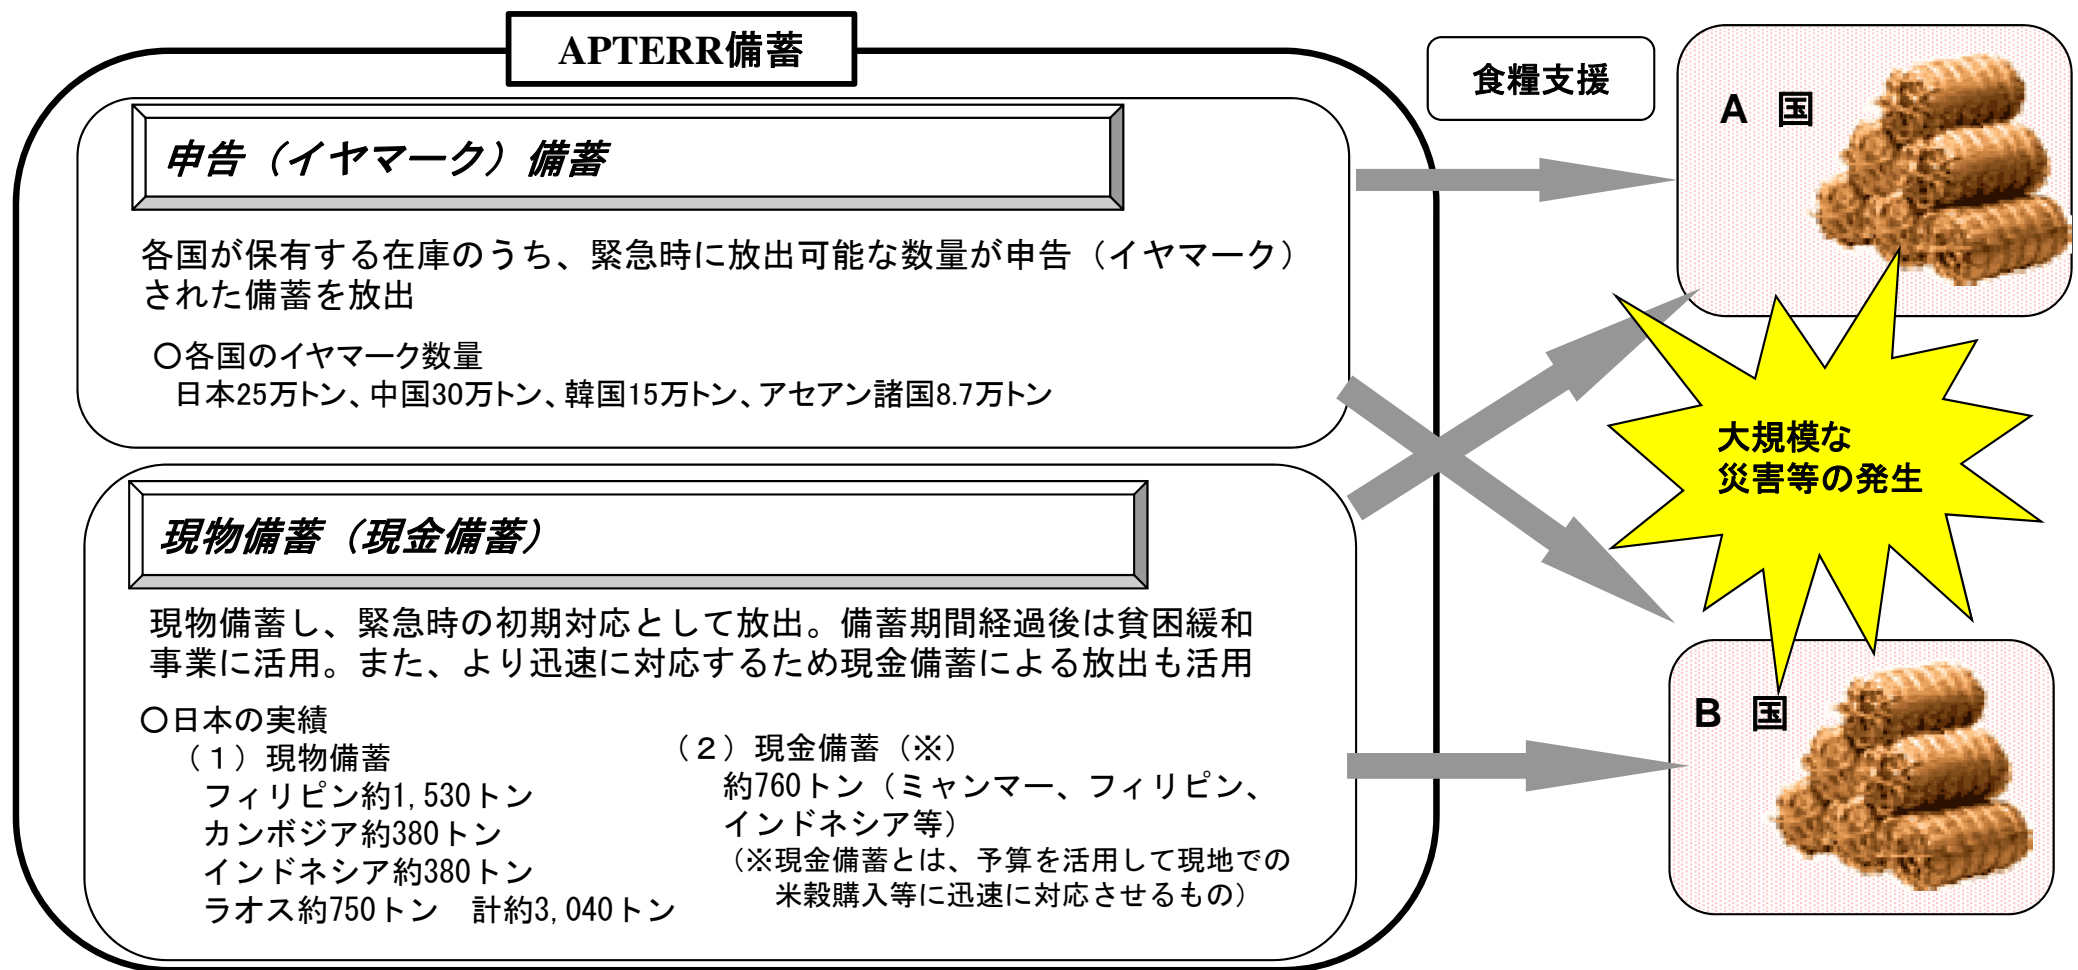 APTERR備蓄
申告（イヤマーク）備蓄
各国が保有する在庫のうち、緊急時に放出可能な数量が申告（イヤマーク）
された備蓄を放出
〇各国のイヤマーク数量
日本25万トン、中国30万トン、韓国15万トン、アセアン諸国8.7万トン
現物備蓄（現金備蓄）
現物備蓄し、緊急時の初期対応として放出。備蓄期間経過後は貧困緩和
事業に活用。また、より迅速に対応するため現金備蓄による放出も活用
〇日本の実績
（１）現物備蓄
フィリピン約1,530トン
カンボジア約380トン
インドネシア約380トン
ラオス約750トン　計約3,040トン
（２）現金備蓄（※）
約760トン（ミャンマー、フィリピン、
インドネシア等）
（※現金備蓄とは、予算を活用して現地での
米穀購入等に迅速に対応させるもの）
食糧支援
A　国
大規模な
災害等の発生
B　国